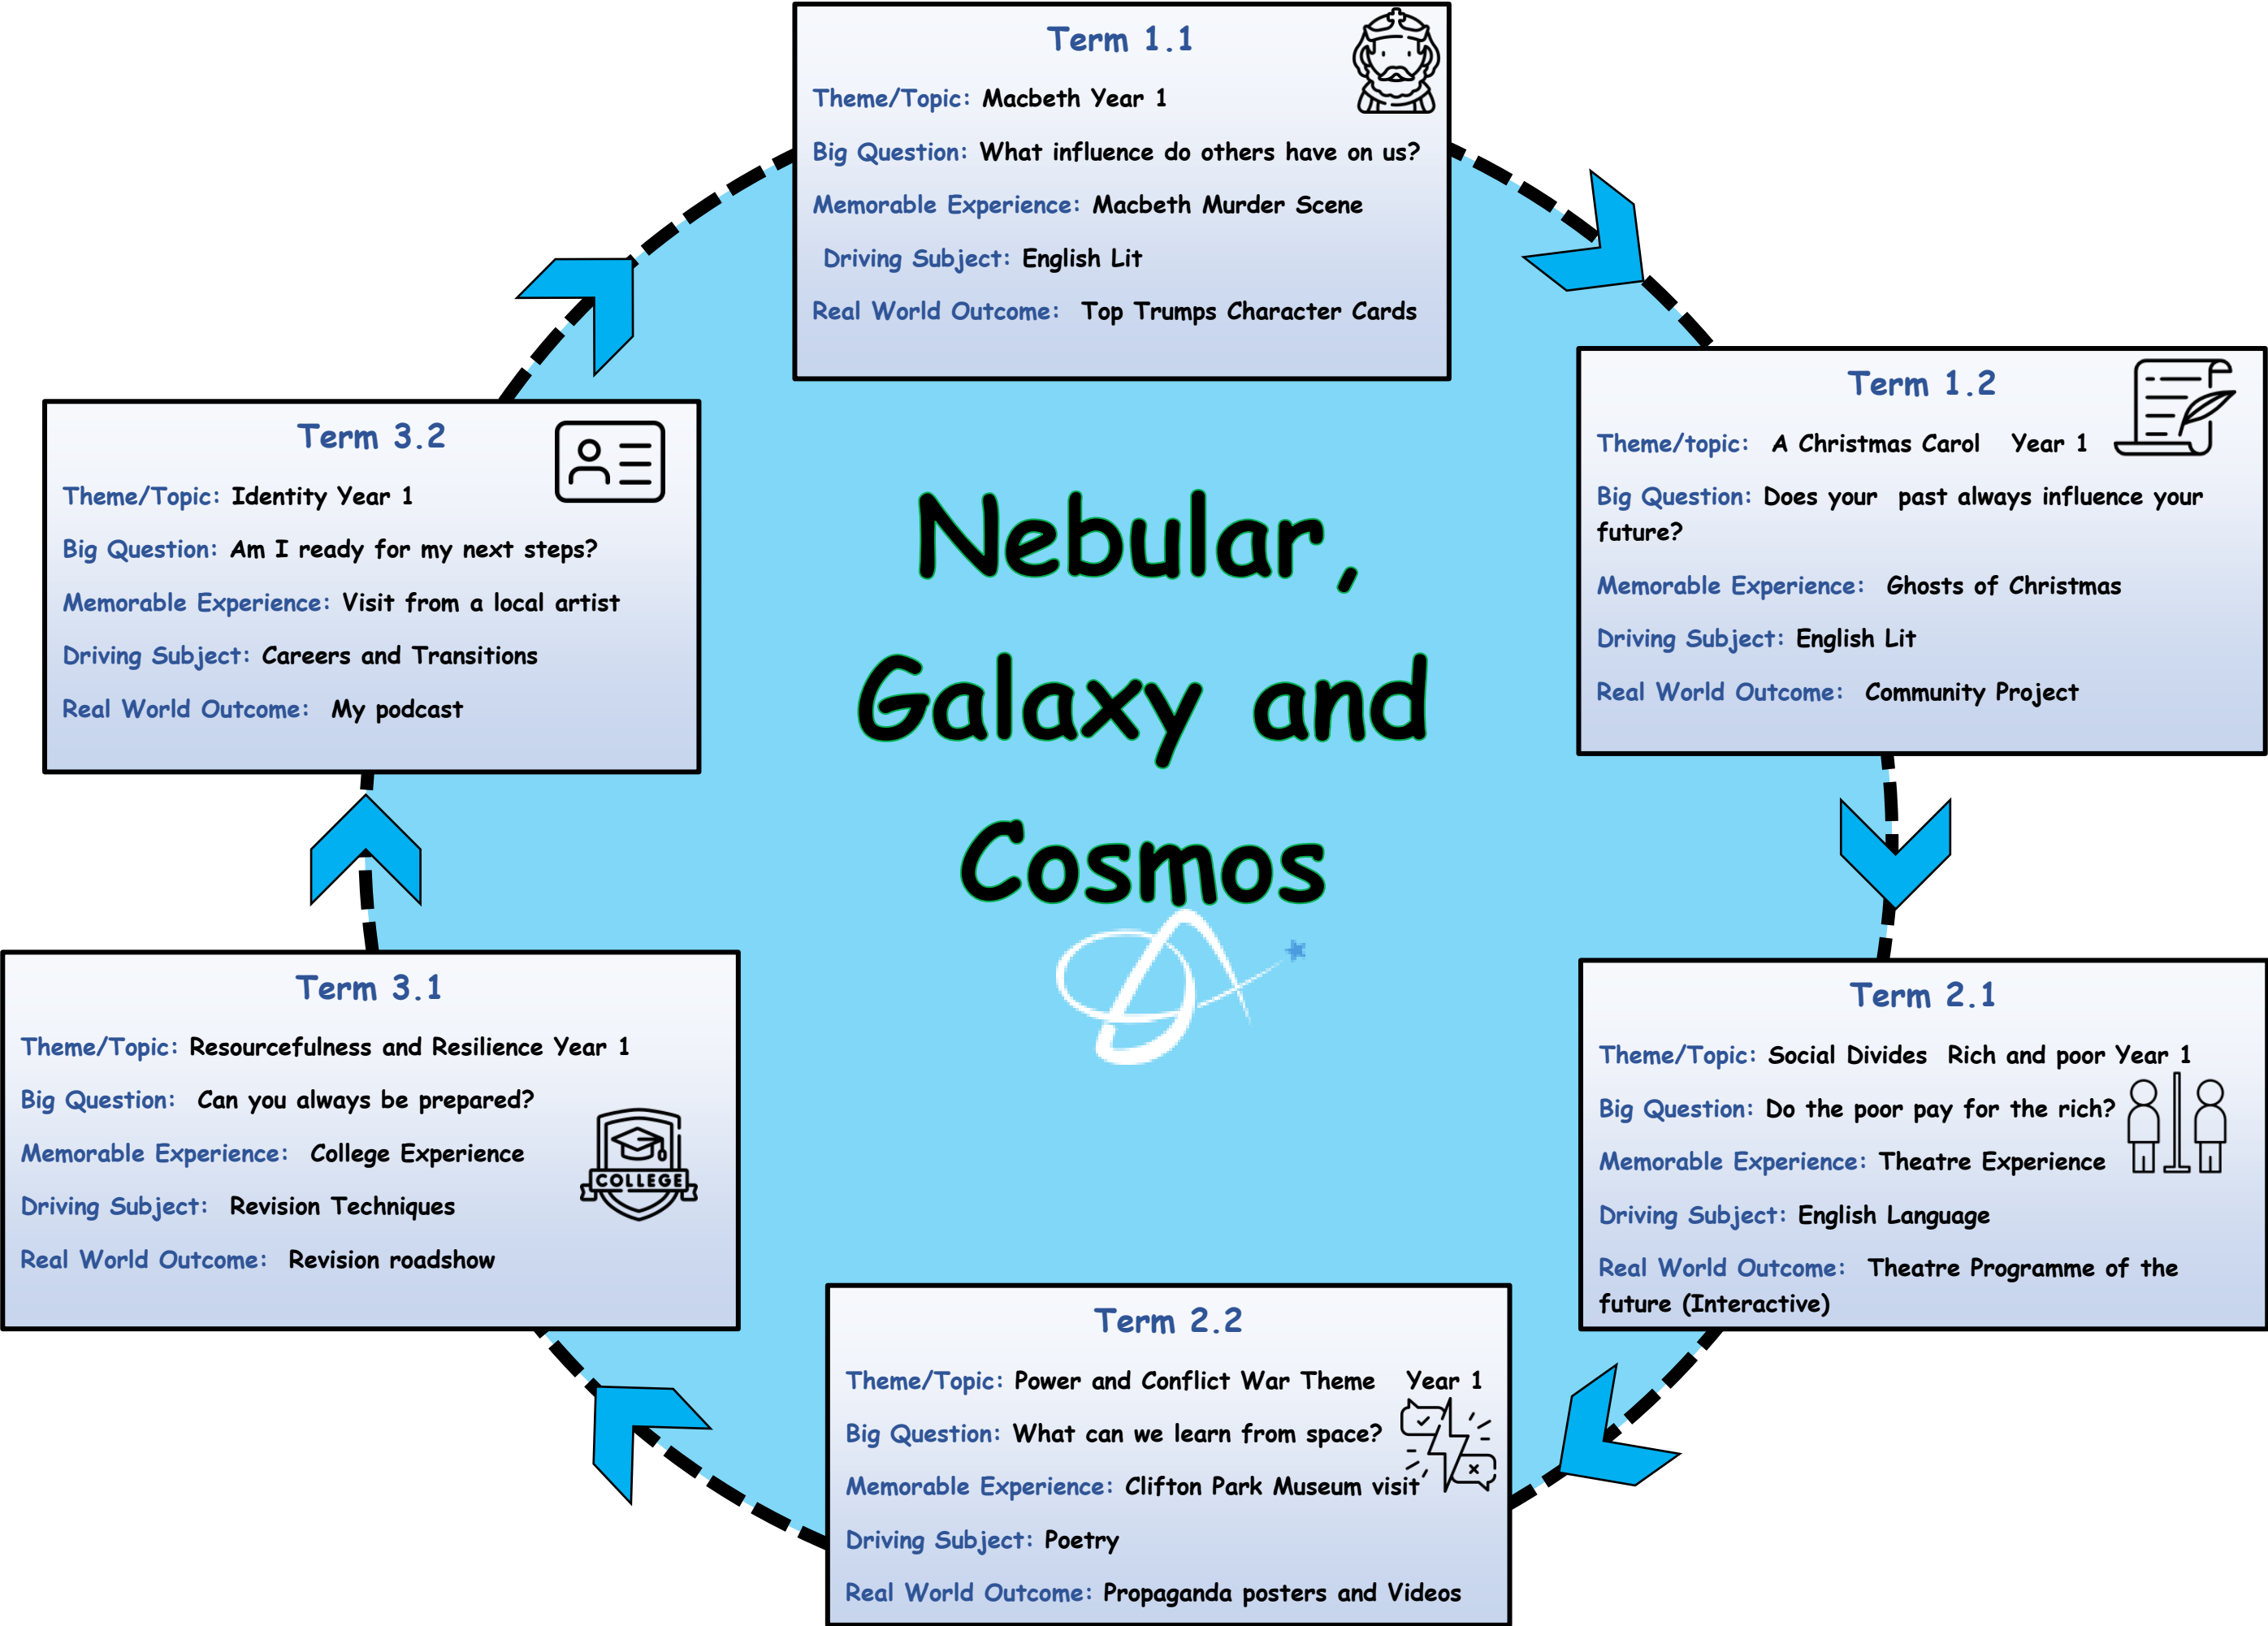 Term 1.1
Theme/Topic: Macbeth Year 1
Big Question: What influence do others have on us?
Memorable Experience: Macbeth Murder Scene
Driving Subject: English Lit
Real World Outcome: Top Trumps Character Cards
Term 1.2
Theme/topic: A Christmas Carol Year 1
Big Question: Does your past always influence your
future?
Memorable Experience: Ghosts of Christmas
Driving Subject: English Lit
Real World Outcome: Community Project
Term 2.1
Theme/Topic: Social Divides Rich and poor Year 1
Big Question: Do the poor pay for the rich?
Memorable Experience: Theatre Experience
Driving Subject: English Language
Real World Outcome: Theatre Programme of the
future (Interactive)
Term 2.2
Theme/Topic: Power and Conflict War Theme Year 1
Big Question: What can we learn from space?
Memorable Experience: Clifton Park Museum visit
Driving Subject: Poetry
Real World Outcome: Propaganda posters and Videos
Term 3.1
Theme/Topic: Resourcefulness and Resilience Year 1
Big Question: Can you always be prepared?
Memorable Experience: College Experience
Driving Subject: Revision Techniques
Real World Outcome: Revision roadshow
COLLEGE
Term 3.2
Theme/Topic: Identity Year 1
Big Question: Am I ready for my next steps?
Memorable Experience: Visit from a local artist
Driving Subject: Careers and Transitions
Real World Outcome: My podcast
Nebular,
Galaxy and
Cosmos